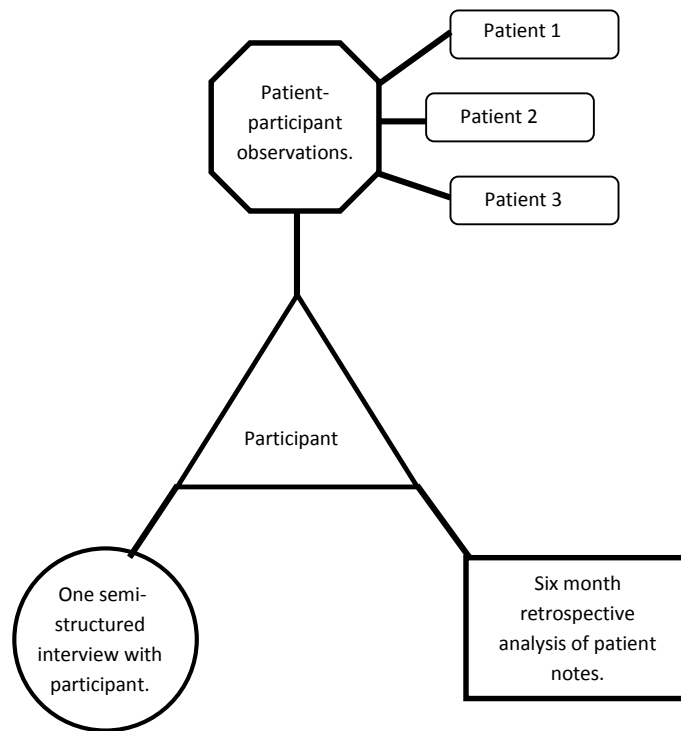 Patient 1
Patient-
participant
observations.
Patient 2
Patient 3
Participant
One semi-
structured
interview with
participant.
Six month
retrospective
analysis of patient
notes.